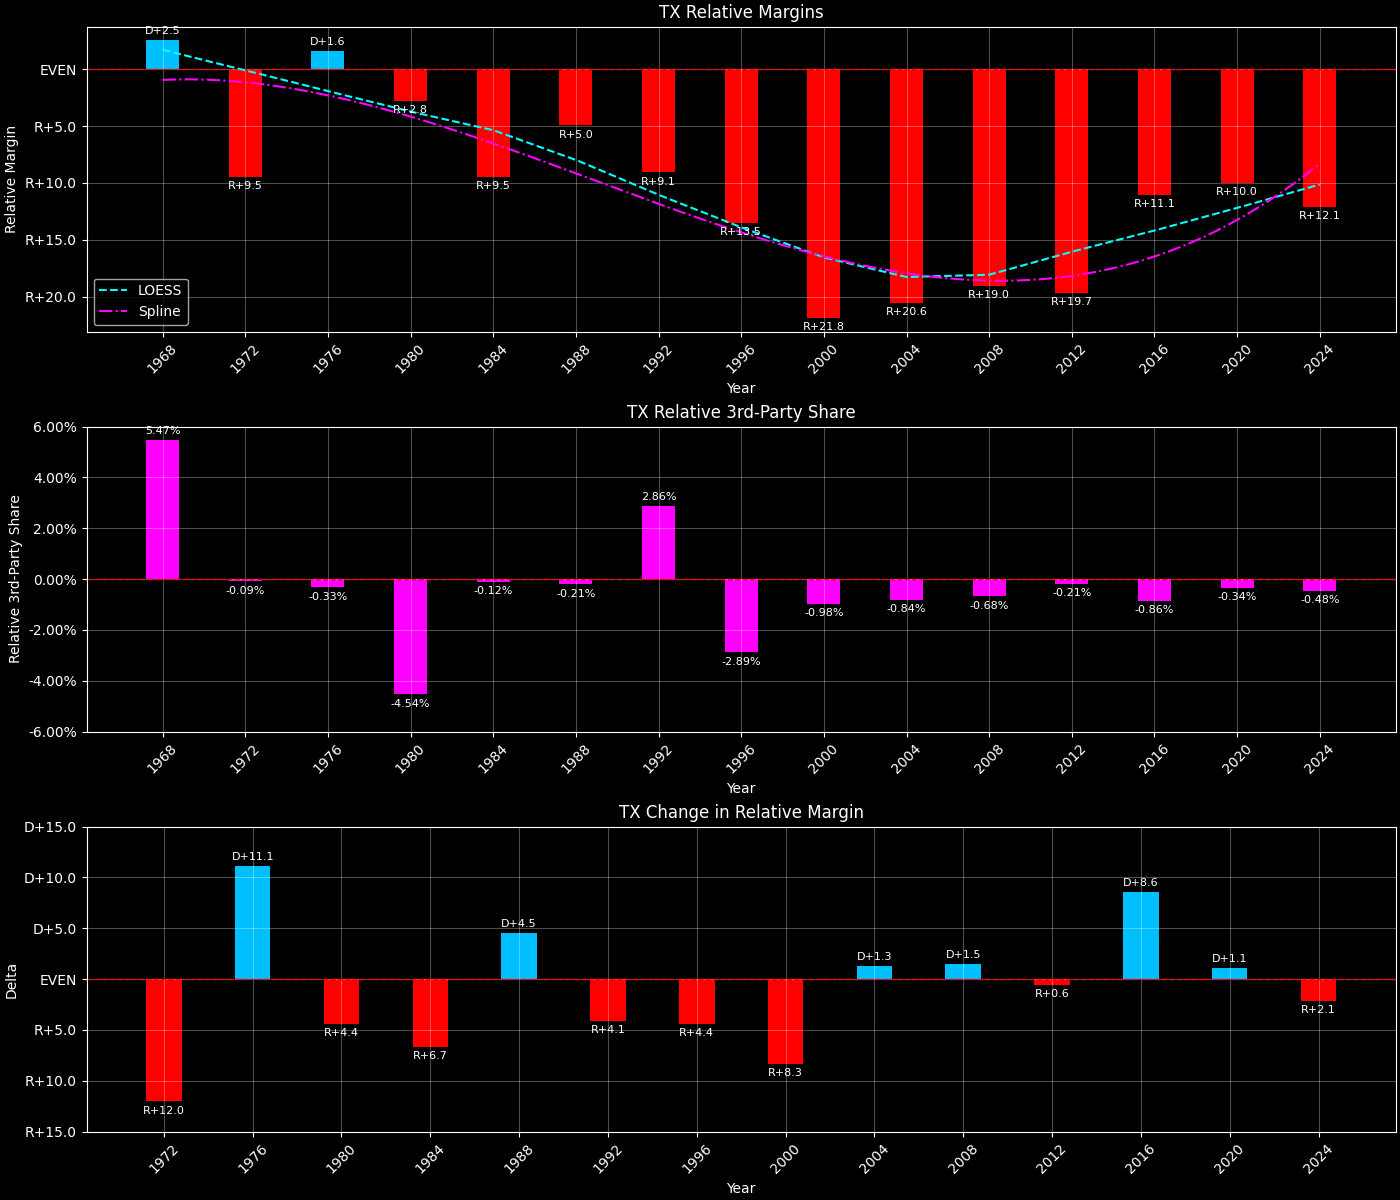 TX Relative Margins
Relative Margin
EVEN
R+5.0
R+10.0
R+15.0
R+20.0
D+2.5
R+9.5
D+1.6
R+2.8
R+9.5
R+5.0
R+9.1
R+13.5
R+21.8
R+20.6
R+19.0
R+19.7
R+11.1
R+10.0
R+12.1
LOESS
Spline
1968 1972 1976 1980 1984 1988 1992 1996 2000 2004 2008 2012 2016 2020 2024
Year
TX Relative 3rd-Party Share
Relative 3rd-Party Share
6.00%
4.00%
2.00%
0.00%
-2.00%
-4.00%
-6.00%
5.47%
-0.09%
-0.33%
-4.54%
-0.12%
-0.21%
2.86%
-2.89%
-0.98%
-0.84%
-0.68%
-0.21%
-0.86%
-0.34%
-0.48%
1968 1972 1976 1980 1984 1988 1992 1996 2000 2004 2008 2012 2016 2020 2024
Year
TX Change in Relative Margin
Delta
D+15.0
D+10.0
D+5.0
EVEN
R+5.0
R+10.0
R+15.0
R+12.0
D+11.1
R+4.4
R+6.7
D+4.5
R+4.1
R+4.4
R+8.3
D+1.3
D+1.5
R+0.6
D+8.6
D+1.1
R+2.1
1972 1976 1980 1984 1988 1992 1996 2000 2004 2008 2012 2016 2020 2024
Year